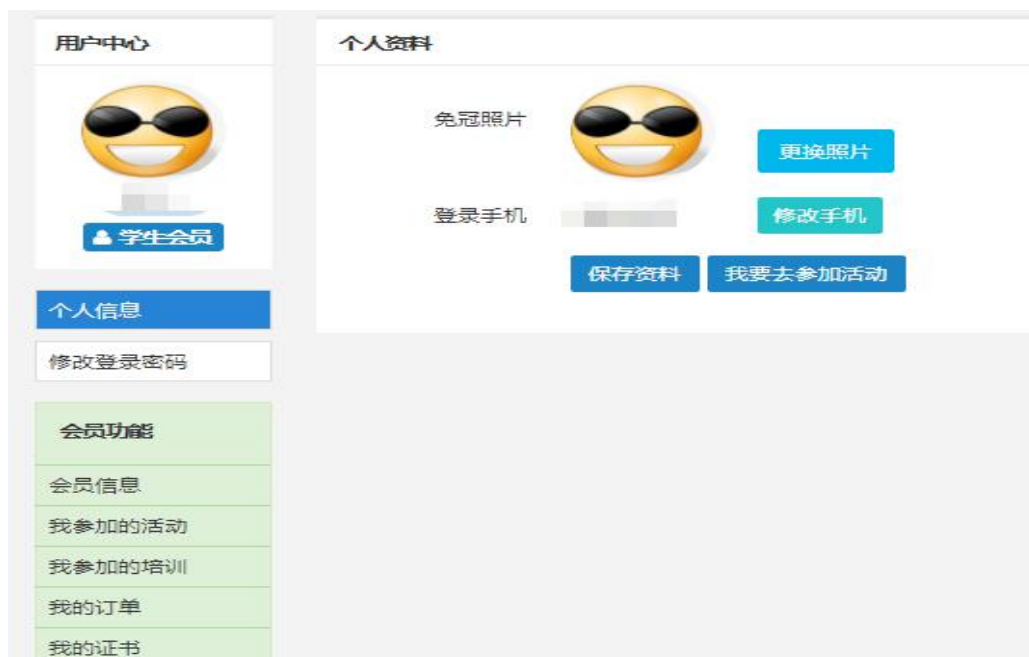 用户中心
学生会员
个人信息
修改登录密码
会员功能
会员信息
我参加的活动
我参加的培训
我的订单
我的证书
个人资料
免冠照片
更换照片
登录手机
修改手机
保存资料 我要去参加活动